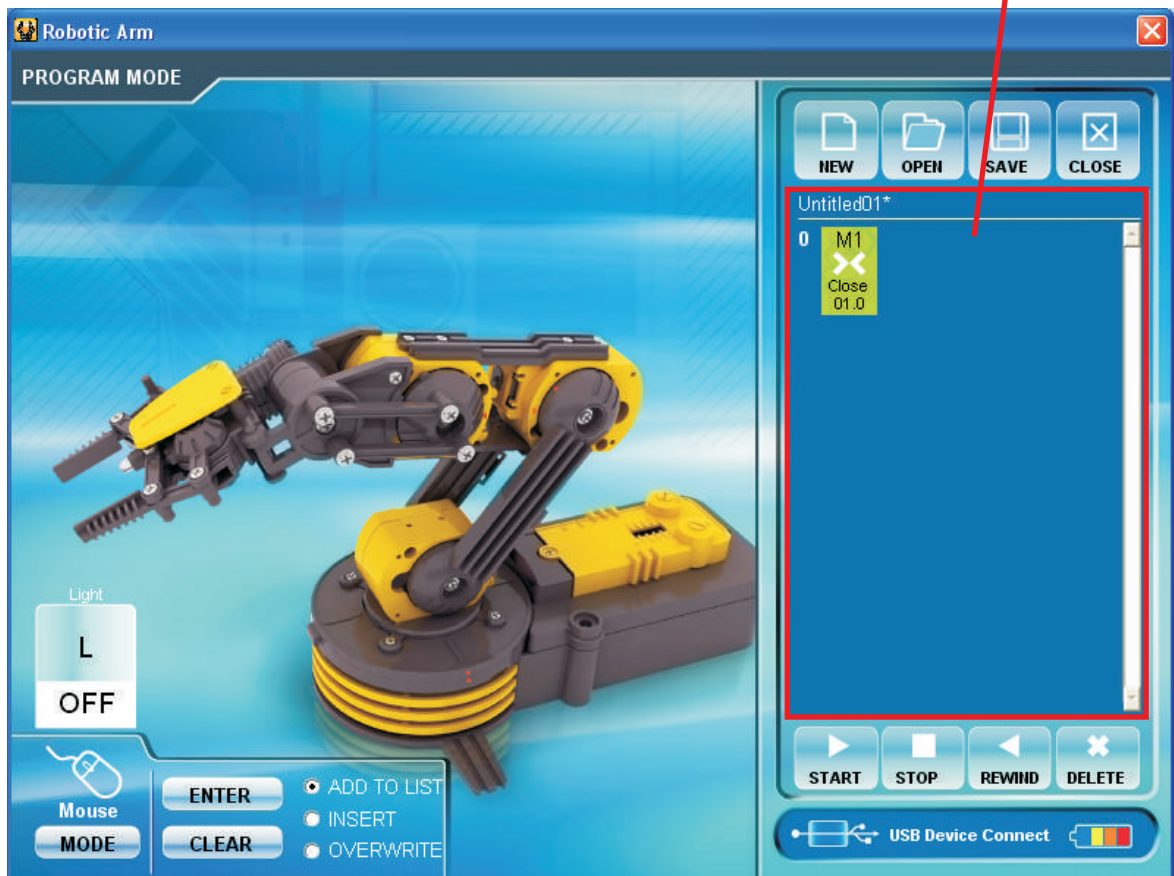 Robotic Arm
PROGRAM MODE
NEW OPEN SAVE CLOSE
Untitled01*
0 M1
Close
01.0
Light
L
OFF
Mouse
MODE
ENTER
CLEAR
ADD TO LIST
INSERT
OVERWRITE
START STOP REWIND DELETE
USB Device Connect